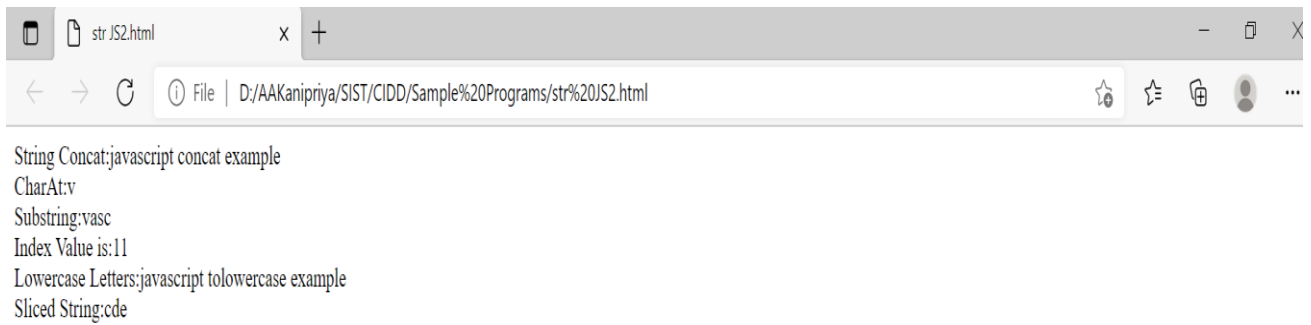 str JS2.html
File | D:/AAKanipriya/SIST/CIDD/Sample%20Programs/str%20JS2.html
String Concat:javascript concat example
CharAt:v
Substring:vasc
Index Value is:11
Lowercase Letters:javascript tolowercase example
Sliced String:cde